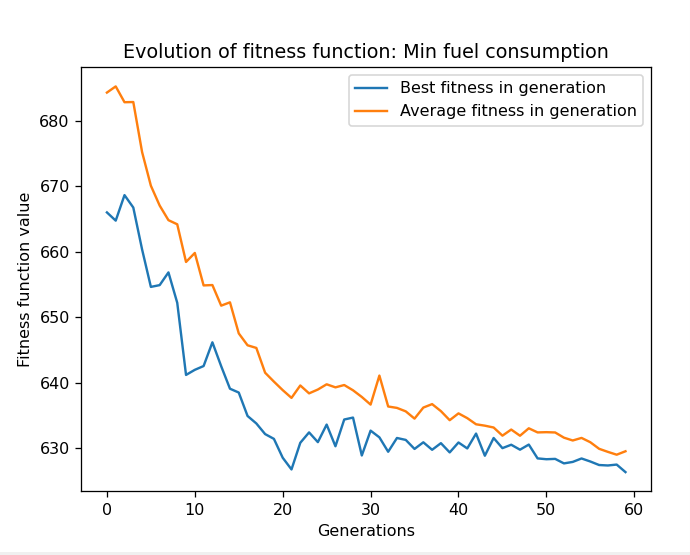 Evolution of fitness function: Min fuel consumption
Best fitness in generation
Average fitness in generation
680
670
660
650
640
630
Fitness function value
0 10 20 30 40 50 60
Generations